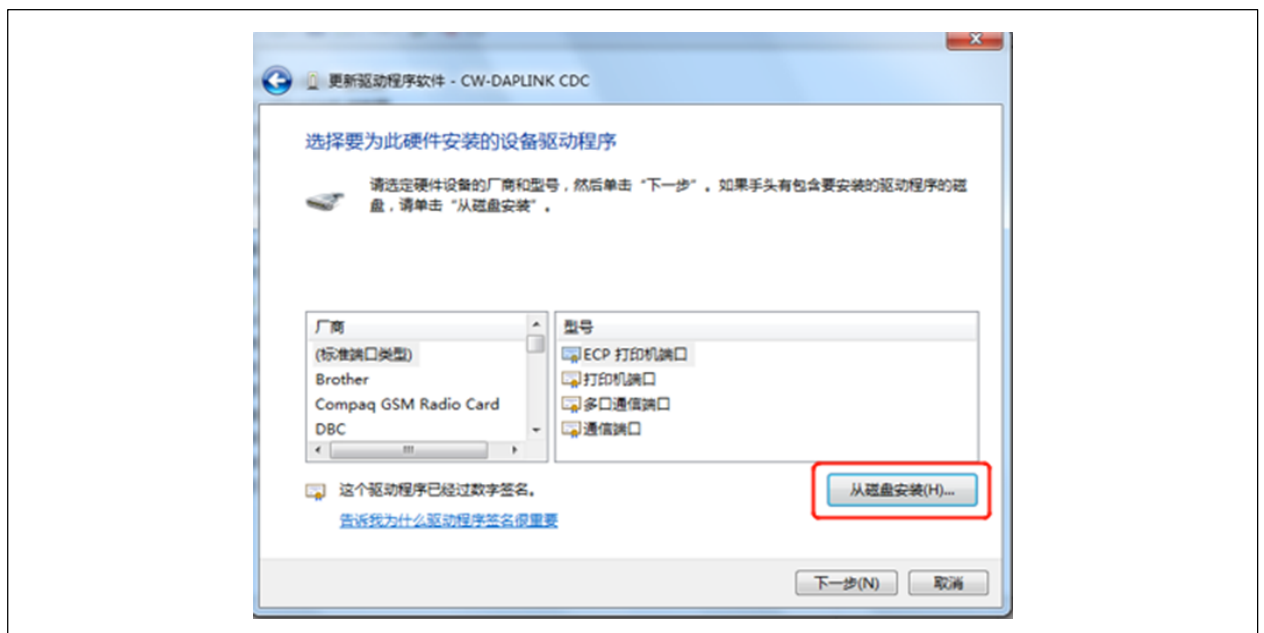 更新驱动程序软件 - CW-DAPLINK CDC
选择要为此硬件安装的设备驱动程序
请选定硬件设备的厂商和型号，然后单击“下一步”。如果手头有包含要安装的驱动程序的磁
盘，请单击“从磁盘安装”。
厂商
型号
(标准端口类型)
ECP 打印机端口
Brother
打印机端口
Compaq GSM Radio Card
多口通信端口
DBC
通信端口
这个驱动程序已经过数字签名。
从磁盘安装(H)...
告诉我为什么驱动程序签名很重要
下一步(N)
取消